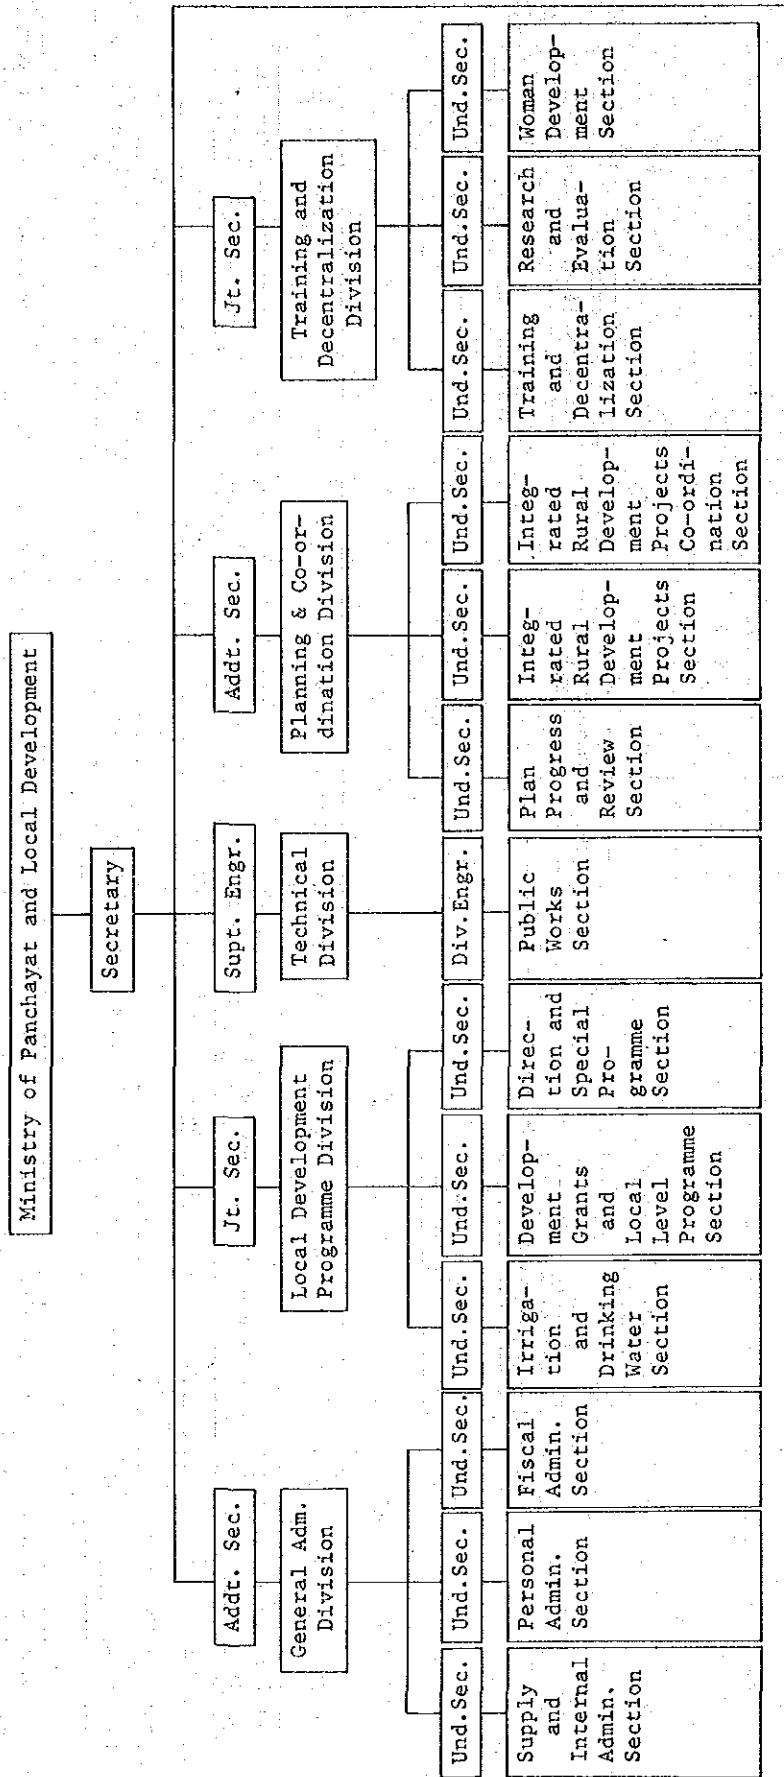 Ministry of Panchayat and Local Development
Secretary
Addt. Sec.
Jt. Sec.
Supt. Engr.
Addt. Sec.
Jt. Sec.
General Adm.
Division
Local Development
Programme Division
Technical
Division
Planning & Co-or-
dination Division
Training and
Decentralization
Division
Und.Sec.
Und.Sec.
Und.Sec.
Und.Sec.
Und.Sec.
Und.Sec.
Div.Engr.
Und.Sec.
Und.Sec.
Und.Sec.
Und.Sec.
Und.Sec.
Und.Sec.
Supply
and
Internal
Admin.
Section
Personal
Admin.
Section
Fiscal
Admin.
Section
Irriga-
tion
and
Drinking
Water
Section
Develop-
ment
Grants
and
Local
Level
Programme
Section
Direc-
tion and
Special
Pro-
gramme
Section
Public
Works
Section
Plan
Progress
and
Review
Section
Integ-
rated
Rural
Develop-
ment
Projects
Section
Integ-
rated
Rural
Develop-
ment
Projects
Co-ordi-
nation
Section
Training
and
Decentra-
lization
Section
Research
and
Evalua-
tion
Section
Woman
Develop-
ment
Section